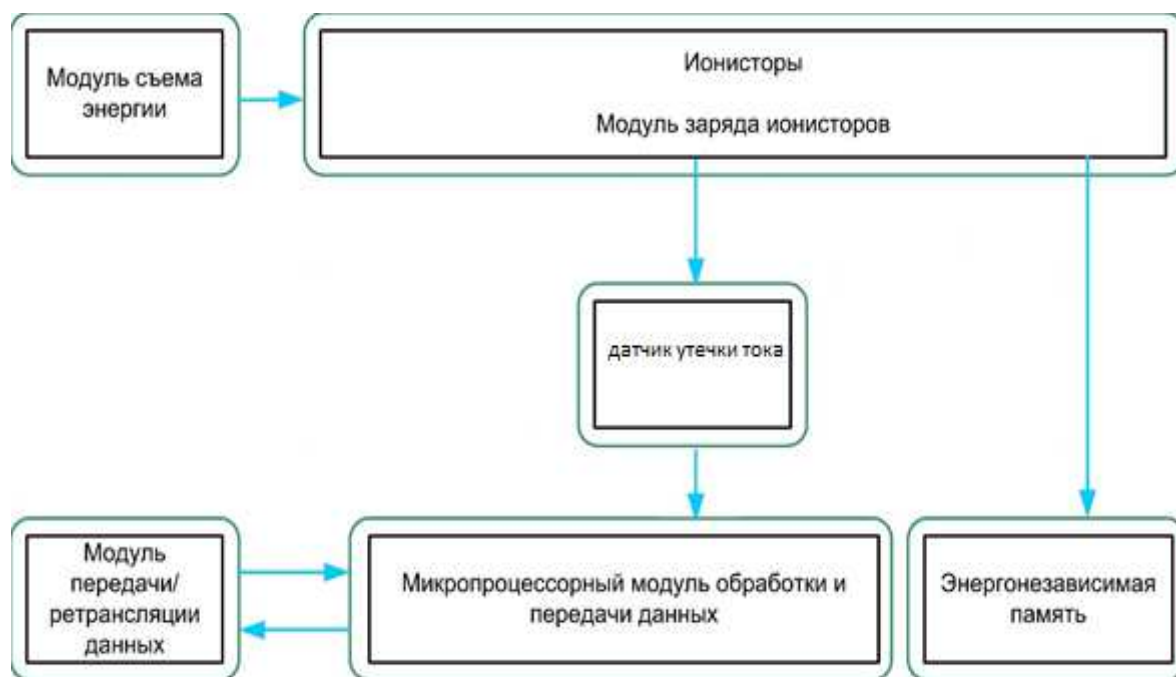 Модуль съема
энергии
Ионисторы
Модуль заряда ионисторов
датчик утечки тока
Модуль
передачи/
ретрансляции
данных
Микропроцессорный модуль обработки и
передачи данных
Энергонезависимая
память